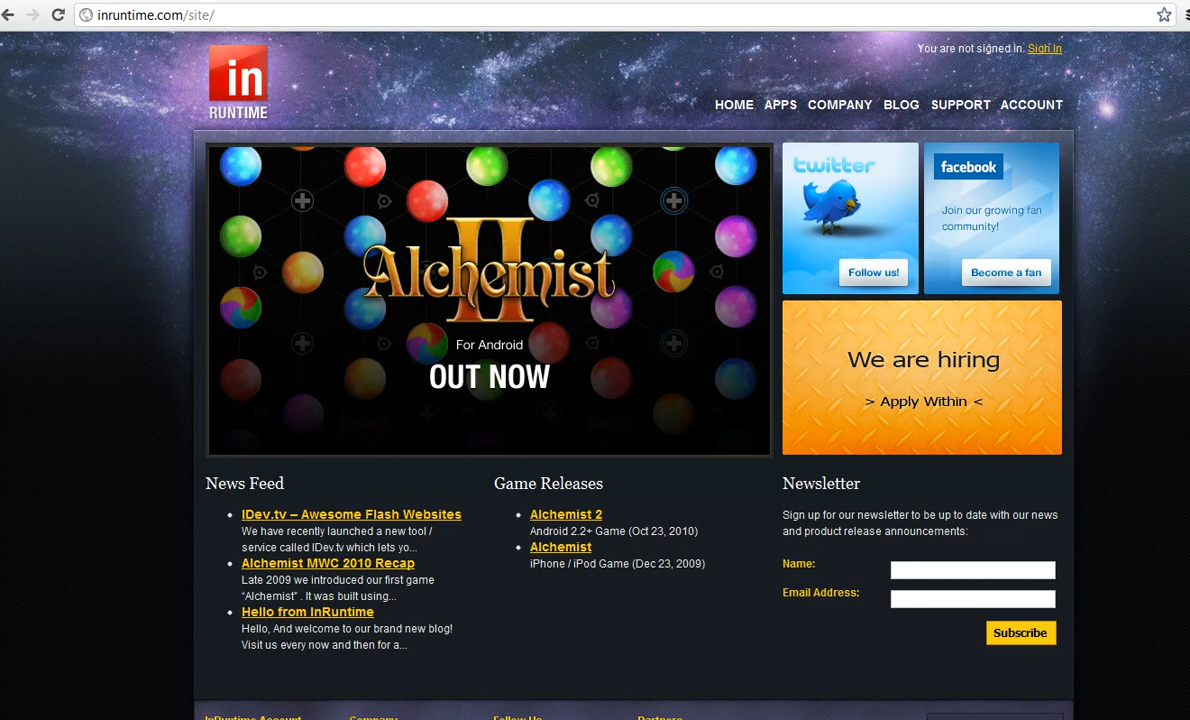 inruntime.com/site/
You are not signed in. Sign In
in
RUNTIME
HOME APPS COMPANY BLOG SUPPORT ACCOUNT
II
Alchemist
For Android
OUT NOW
twitter
Follow us!
facebook
Join our growing fan
community!
Become a fan
We are hiring
> Apply Within <
News Feed
IDev.tv – Awesome Flash Websites
We have recently launched a new tool /
service called IDev.tv which lets yo...
Alchemist MWC 2010 Recap
Late 2009 we introduced our first game
“Alchemist” . It was built using...
Hello from InRuntime
Hello, And welcome to our brand new blog!
Visit us every now and then for a...
Game Releases
Alchemist 2
Android 2.2+ Game (Oct 23, 2010)
Alchemist
iPhone / iPod Game (Dec 23, 2009)
Newsletter
Sign up for our newsletter to be up to date with our news
and product release announcements:
Name:
Email Address:
Subscribe
InRuntime Account Company Follow Us Partners